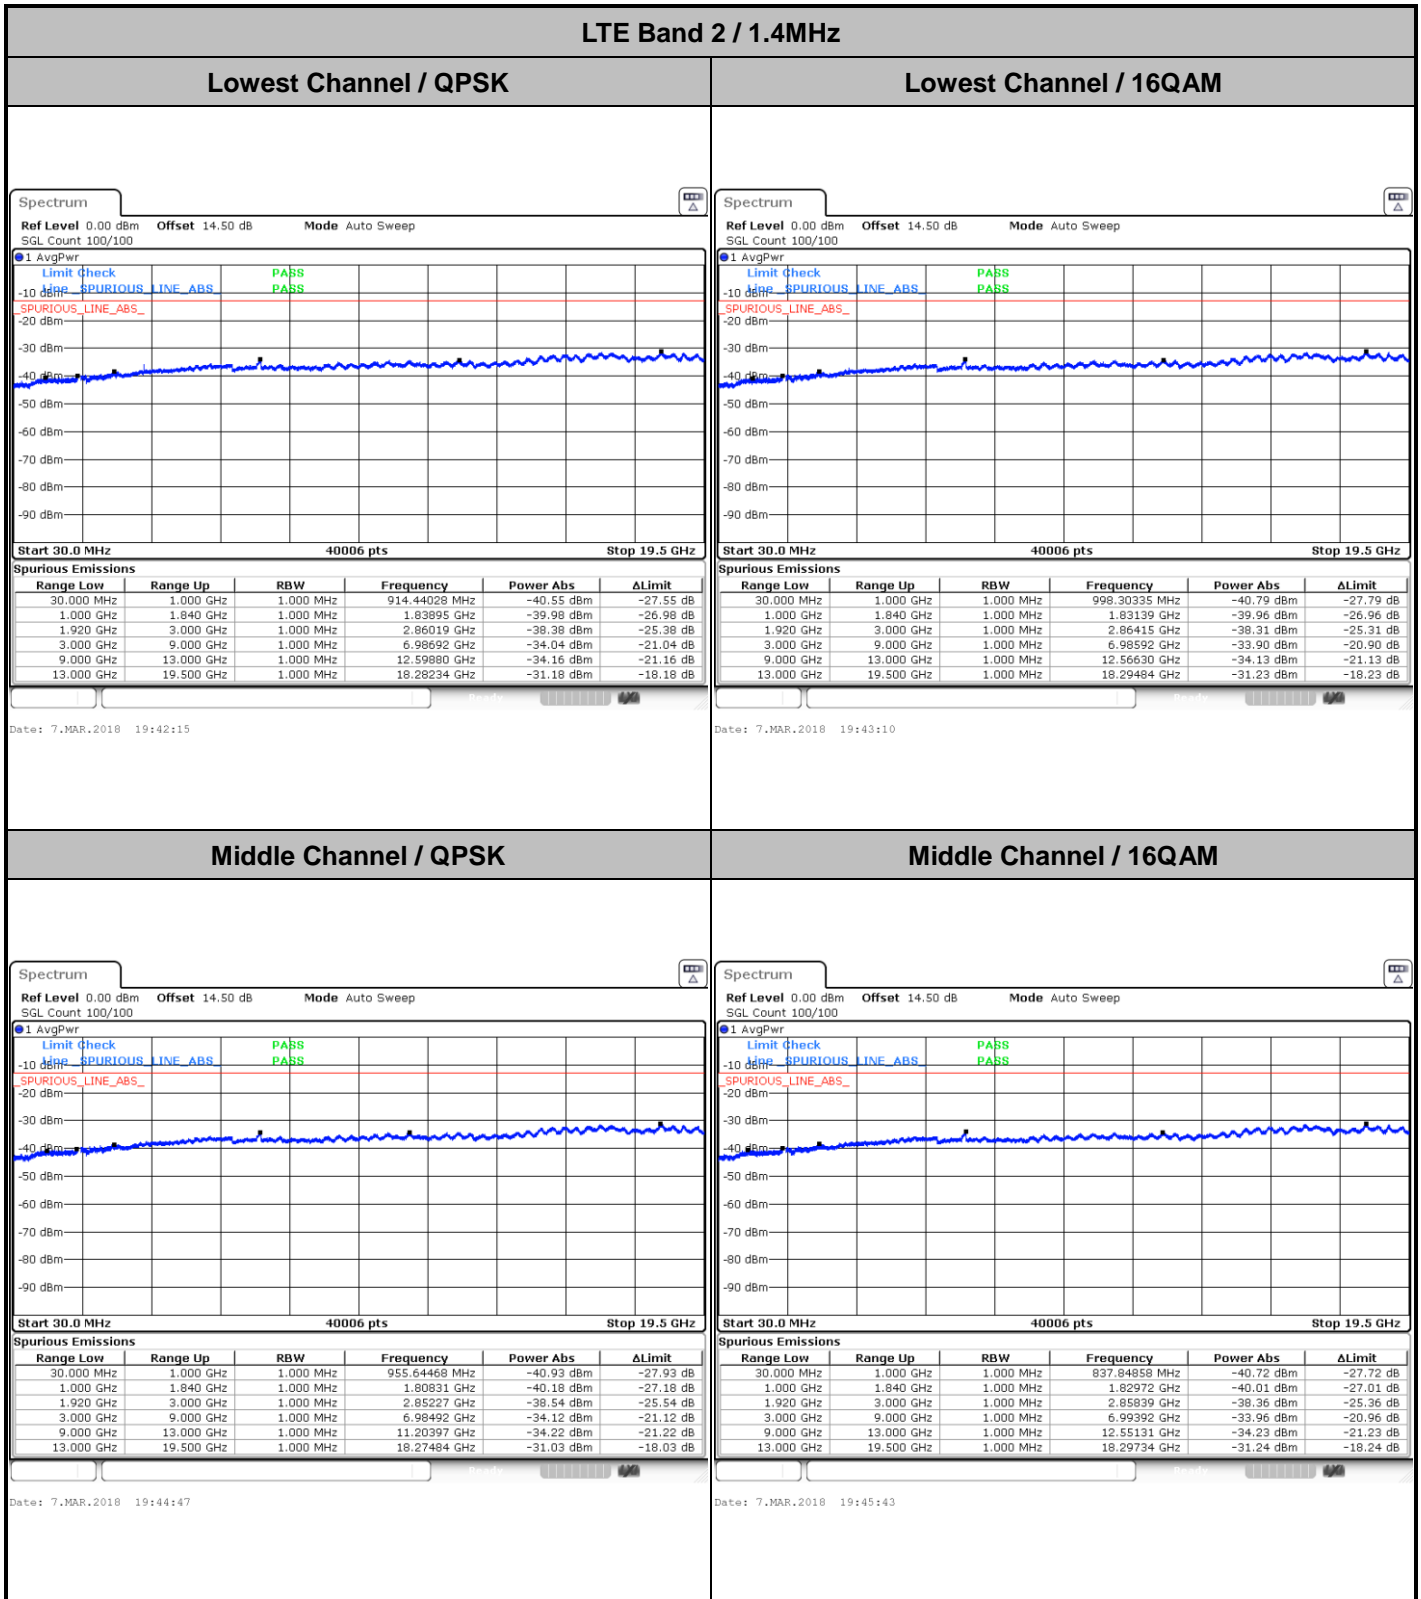 LTE Band 2 / 1.4MHz
Lowest Channel / QPSK
Lowest Channel / 16QAM
Spectrum
Ref Level 0.00 dBm Offset 14.50 dB Mode Auto Sweep
SGL Count 100/100
1 AvgPwr
Limit Check PASS
Line _SPURIOUS_LINE_ABS_ PASS
-10 dBm
_SPURIOUS_LINE_ABS_
-20 dBm
-30 dBm
-40 dBm
-50 dBm
-60 dBm
-70 dBm
-80 dBm
-90 dBm
Start 30.0 MHz 40006 pts Stop 19.5 GHz
Spurious Emissions
Range Low Range Up RBW Frequency Power Abs ΔLimit
30.000 MHz 1.000 GHz 1.000 MHz 914.44028 MHz -40.55 dBm -27.55 dB
1.000 GHz 1.840 GHz 1.000 MHz 1.83895 GHz -39.98 dBm -26.98 dB
1.920 GHz 3.000 GHz 1.000 MHz 2.86019 GHz -38.38 dBm -25.38 dB
3.000 GHz 9.000 GHz 1.000 MHz 6.98692 GHz -34.04 dBm -21.04 dB
9.000 GHz 13.000 GHz 1.000 MHz 12.59880 GHz -34.16 dBm -21.16 dB
13.000 GHz 19.500 GHz 1.000 MHz 18.28234 GHz -31.18 dBm -18.18 dB
Ready
Date: 7.MAR.2018 19:42:15
Spectrum
Ref Level 0.00 dBm Offset 14.50 dB Mode Auto Sweep
SGL Count 100/100
1 AvgPwr
Limit Check PASS
Line _SPURIOUS_LINE_ABS_ PASS
-10 dBm
_SPURIOUS_LINE_ABS_
-20 dBm
-30 dBm
-40 dBm
-50 dBm
-60 dBm
-70 dBm
-80 dBm
-90 dBm
Start 30.0 MHz 40006 pts Stop 19.5 GHz
Spurious Emissions
Range Low Range Up RBW Frequency Power Abs ΔLimit
30.000 MHz 1.000 GHz 1.000 MHz 998.30335 MHz -40.79 dBm -27.79 dB
1.000 GHz 1.840 GHz 1.000 MHz 1.83139 GHz -39.96 dBm -26.96 dB
1.920 GHz 3.000 GHz 1.000 MHz 2.86415 GHz -38.31 dBm -25.31 dB
3.000 GHz 9.000 GHz 1.000 MHz 6.98592 GHz -33.90 dBm -20.90 dB
9.000 GHz 13.000 GHz 1.000 MHz 12.56630 GHz -34.13 dBm -21.13 dB
13.000 GHz 19.500 GHz 1.000 MHz 18.29484 GHz -31.23 dBm -18.23 dB
Ready
Date: 7.MAR.2018 19:43:10
Middle Channel / QPSK
Middle Channel / 16QAM
Spectrum
Ref Level 0.00 dBm Offset 14.50 dB Mode Auto Sweep
SGL Count 100/100
1 AvgPwr
Limit Check PASS
Line _SPURIOUS_LINE_ABS_ PASS
-10 dBm
_SPURIOUS_LINE_ABS_
-20 dBm
-30 dBm
-40 dBm
-50 dBm
-60 dBm
-70 dBm
-80 dBm
-90 dBm
Start 30.0 MHz 40006 pts Stop 19.5 GHz
Spurious Emissions
Range Low Range Up RBW Frequency Power Abs ΔLimit
30.000 MHz 1.000 GHz 1.000 MHz 955.64468 MHz -40.93 dBm -27.93 dB
1.000 GHz 1.840 GHz 1.000 MHz 1.80831 GHz -40.18 dBm -27.18 dB
1.920 GHz 3.000 GHz 1.000 MHz 2.85227 GHz -38.54 dBm -25.54 dB
3.000 GHz 9.000 GHz 1.000 MHz 6.98492 GHz -34.12 dBm -21.12 dB
9.000 GHz 13.000 GHz 1.000 MHz 11.20397 GHz -34.22 dBm -21.22 dB
13.000 GHz 19.500 GHz 1.000 MHz 18.27484 GHz -31.03 dBm -18.03 dB
Ready
Date: 7.MAR.2018 19:44:47
Spectrum
Ref Level 0.00 dBm Offset 14.50 dB Mode Auto Sweep
SGL Count 100/100
1 AvgPwr
Limit Check PASS
Line _SPURIOUS_LINE_ABS_ PASS
-10 dBm
_SPURIOUS_LINE_ABS_
-20 dBm
-30 dBm
-40 dBm
-50 dBm
-60 dBm
-70 dBm
-80 dBm
-90 dBm
Start 30.0 MHz 40006 pts Stop 19.5 GHz
Spurious Emissions
Range Low Range Up RBW Frequency Power Abs ΔLimit
30.000 MHz 1.000 GHz 1.000 MHz 837.84858 MHz -40.72 dBm -27.72 dB
1.000 GHz 1.840 GHz 1.000 MHz 1.82972 GHz -40.01 dBm -27.01 dB
1.920 GHz 3.000 GHz 1.000 MHz 2.85839 GHz -38.36 dBm -25.36 dB
3.000 GHz 9.000 GHz 1.000 MHz 6.99392 GHz -33.96 dBm -20.96 dB
9.000 GHz 13.000 GHz 1.000 MHz 12.55131 GHz -34.23 dBm -21.23 dB
13.000 GHz 19.500 GHz 1.000 MHz 18.29734 GHz -31.24 dBm -18.24 dB
Ready
Date: 7.MAR.2018 19:45:43